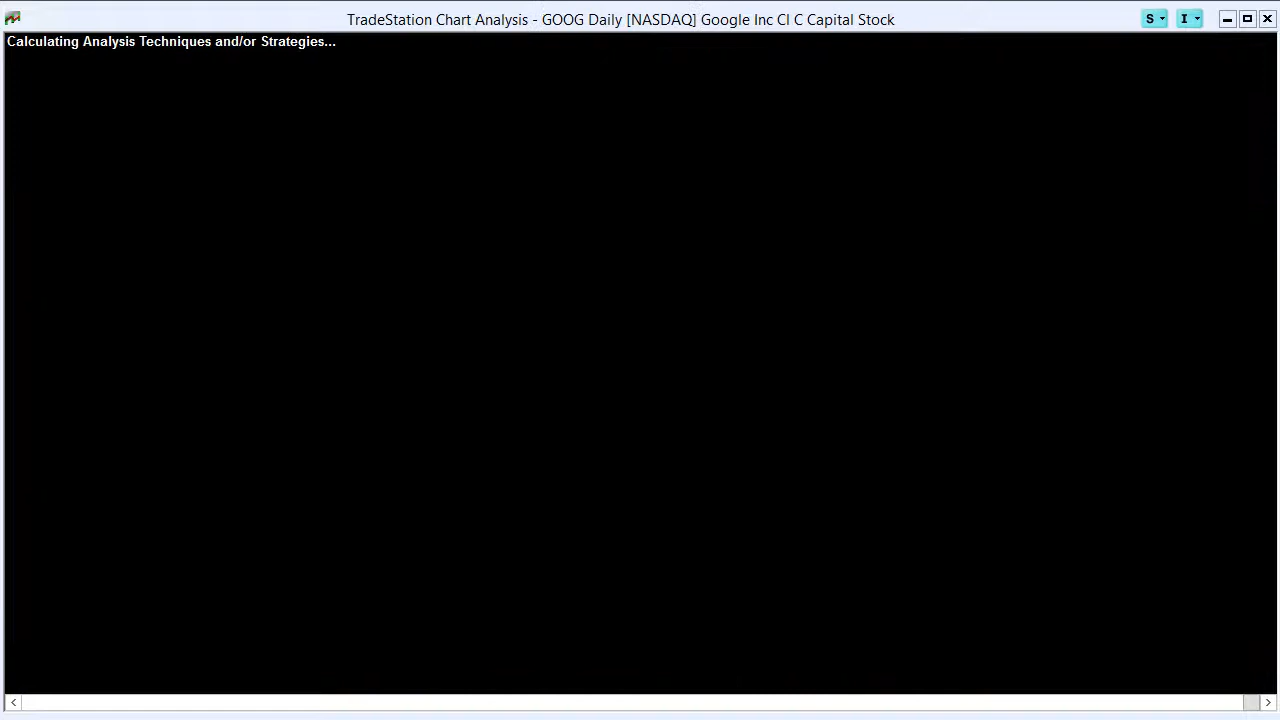 TradeStation Chart Analysis - GOOG Daily [NASDAQ] Google Inc Cl C Capital Stock
S
I
Calculating Analysis Techniques and/or Strategies...